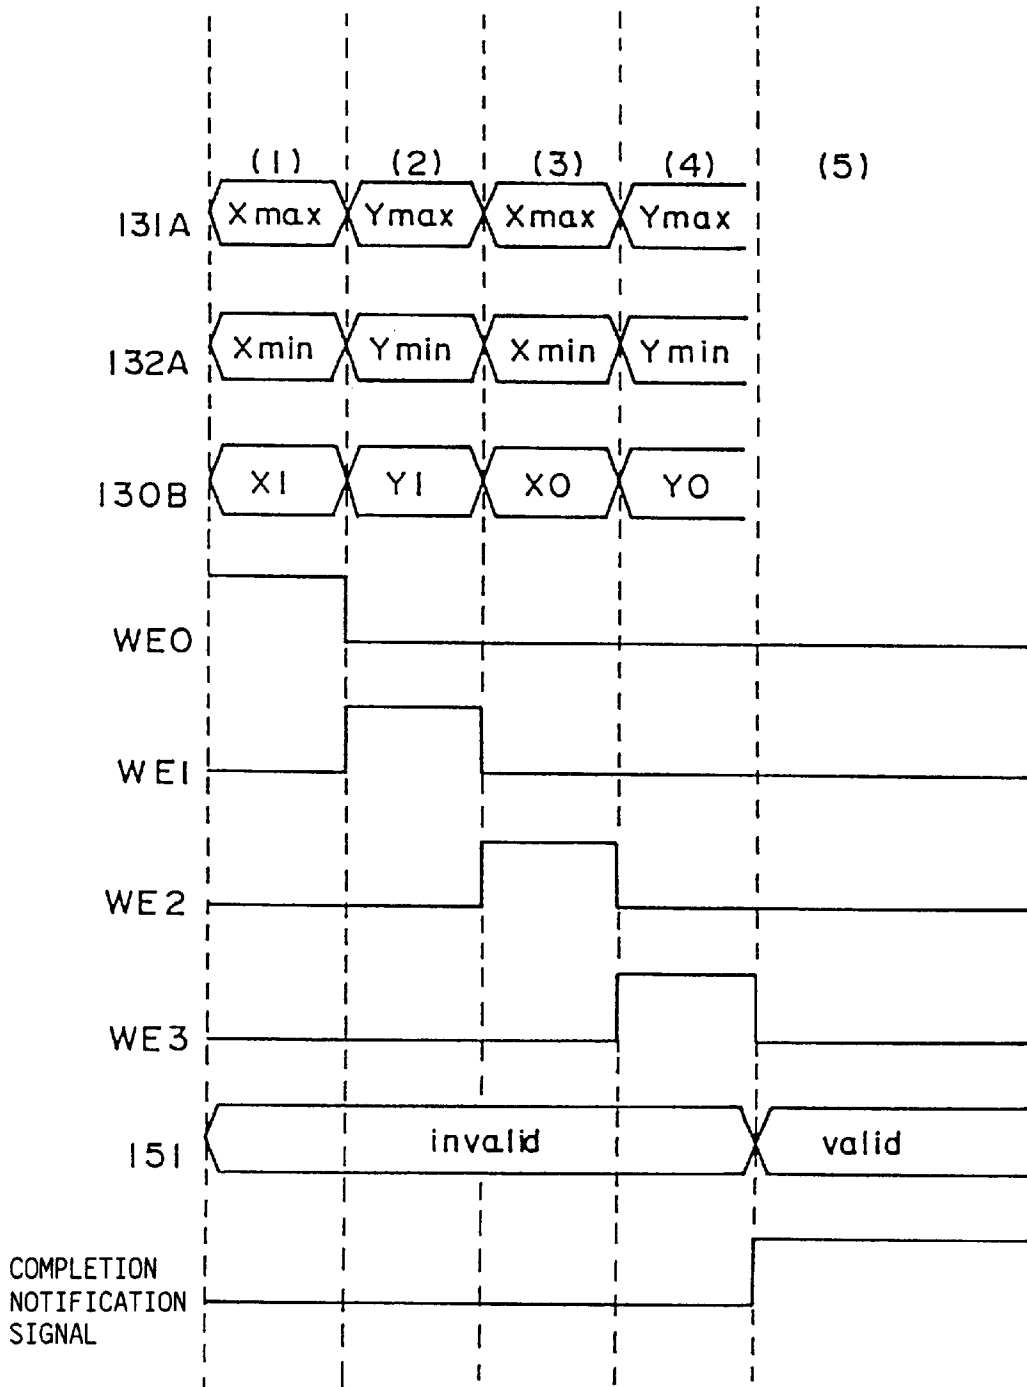 (1) (2) (3) (4) (5)
131A Xmax Ymax Xmax Ymax
132A Xmin Ymin Xmin Ymin
130B X1 Y1 X0 Y0
WE0
WE1
WE2
WE3
151 invalid valid
COMPLETION
NOTIFICATION
SIGNAL